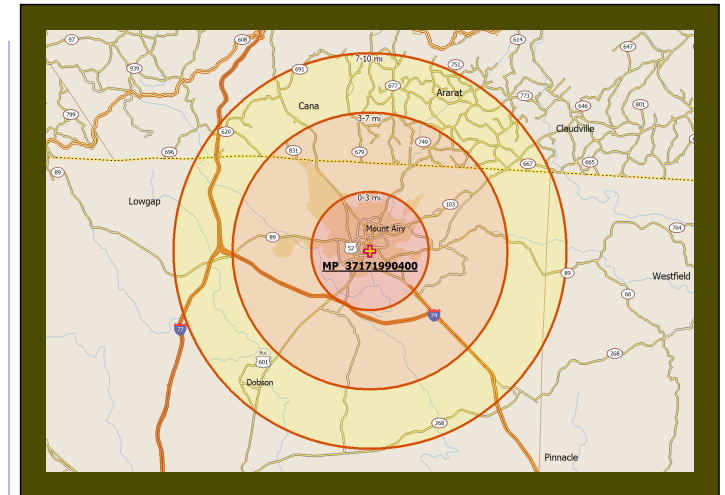 97
608
614
647
939
7-10 mi
691
751
677
Ararat
773
Cana
646
801
799
3-7 mi
620
Claudville
749
696
831
679
667
665
89
0-3 mi
Lowgap
103
Mount Airy
704
89
52
MP 37171990400
89
Westfield
66
74
77
268
Bus
601
Dobson
268
Pinnacle